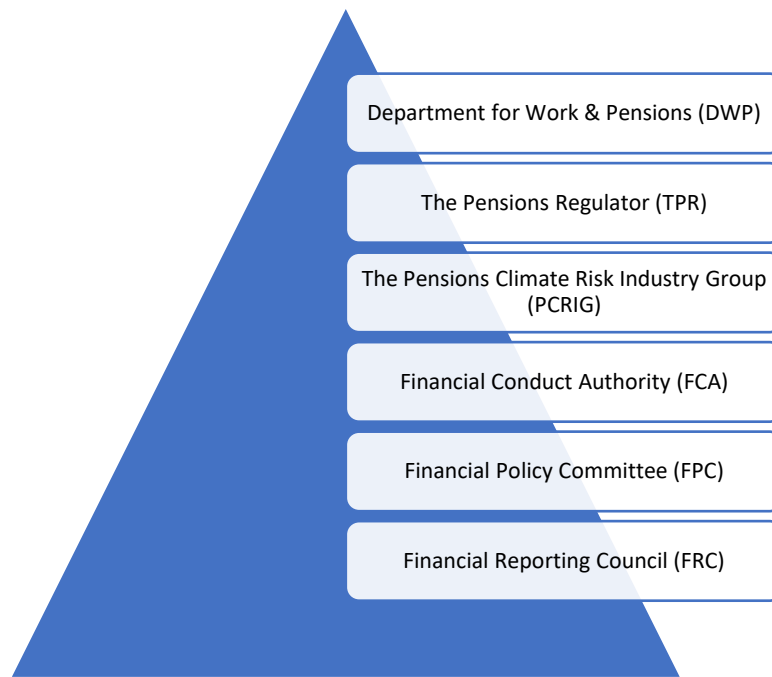 Department for Work & Pensions (DWP)
The Pensions Regulator (TPR)
The Pensions Climate Risk Industry Group
(PCRIG)
Financial Conduct Authority (FCA)
Financial Policy Committee (FPC)
Financial Reporting Council (FRC)